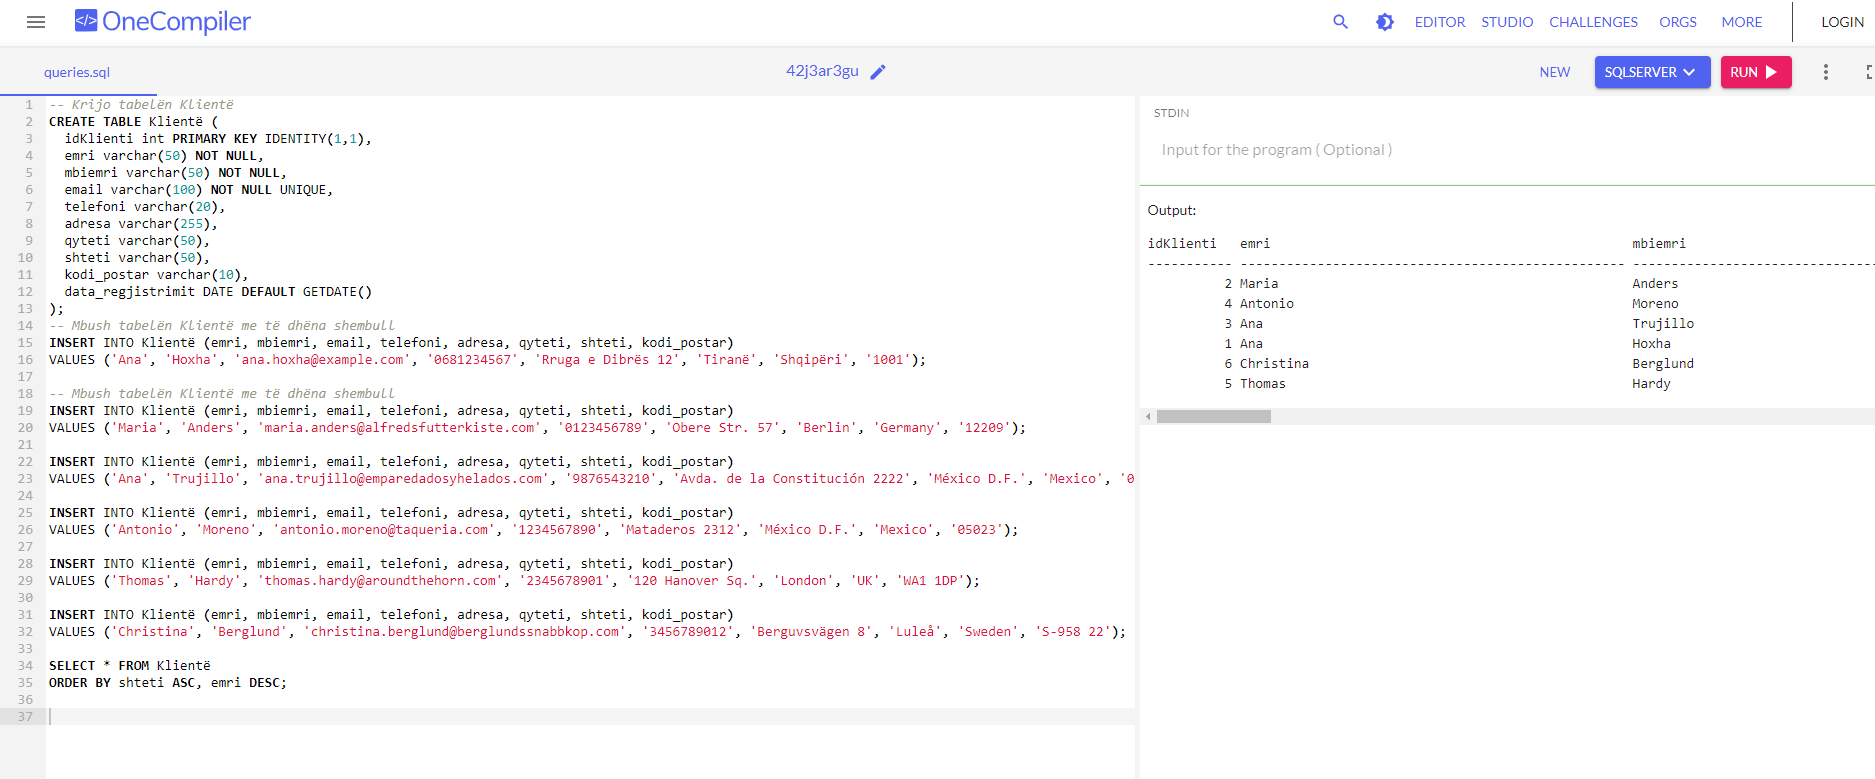 OneCompiler
EDITOR STUDIO CHALLENGES ORGS MORE LOGIN
queries.sql
42j3ar3gu
NEW SQLSERVER RUN
1 -- Krijo tabelën Klientë
2 CREATE TABLE Klientë (
3 idKlienti int PRIMARY KEY IDENTITY(1,1),
4 emri varchar(50) NOT NULL,
5 mbiemri varchar(50) NOT NULL,
6 email varchar(100) NOT NULL UNIQUE,
7 telefoni varchar(20),
8 adresa varchar(255),
9 qyteti varchar(50),
10 shteti varchar(50),
11 kodi_postar varchar(10),
12 data_regjistrimit DATE DEFAULT GETDATE()
13 );
14 -- Mbush tabelën Klientë me të dhëna shembull
15 INSERT INTO Klientë (emri, mbiemri, email, telefoni, adresa, qyteti, shteti, kodi_postar)
16 VALUES ('Ana', 'Hoxha', 'ana.hoxha@example.com', '0681234567', 'Rruga e Dibrës 12', 'Tiranë', 'Shqipëri', '1001');
17
18 -- Mbush tabelën Klientë me të dhëna shembull
19 INSERT INTO Klientë (emri, mbiemri, email, telefoni, adresa, qyteti, shteti, kodi_postar)
20 VALUES ('Maria', 'Anders', 'maria.anders@alfredsfutterkiste.com', '0123456789', 'Obere Str. 57', 'Berlin', 'Germany', '12209');
21
22 INSERT INTO Klientë (emri, mbiemri, email, telefoni, adresa, qyteti, shteti, kodi_postar)
23 VALUES ('Ana', 'Trujillo', 'ana.trujillo@emparedadosyhelados.com', '9876543210', 'Avda. de la Constitución 2222', 'México D.F.', 'Mexico', '0
24
25 INSERT INTO Klientë (emri, mbiemri, email, telefoni, adresa, qyteti, shteti, kodi_postar)
26 VALUES ('Antonio', 'Moreno', 'antonio.moreno@taqueria.com', '1234567890', 'Mataderos 2312', 'México D.F.', 'Mexico', '05023');
27
28 INSERT INTO Klientë (emri, mbiemri, email, telefoni, adresa, qyteti, shteti, kodi_postar)
29 VALUES ('Thomas', 'Hardy', 'thomas.hardy@aroundthehorn.com', '2345678901', '120 Hanover Sq.', 'London', 'UK', 'WA1 1DP');
30
31 INSERT INTO Klientë (emri, mbiemri, email, telefoni, adresa, qyteti, shteti, kodi_postar)
32 VALUES ('Christina', 'Berglund', 'christina.berglund@berglundssnabbkop.com', '3456789012', 'Berguvsvägen 8', 'Luleå', 'Sweden', 'S-958 22');
33
34 SELECT * FROM Klientë
35 ORDER BY shteti ASC, emri DESC;
36
37
STDIN
Input for the program ( Optional )
Output:
idKlienti emri mbiemri
----------- -------------------------------------------------- -------------------------------
2 Maria Anders
4 Antonio Moreno
3 Ana Trujillo
1 Ana Hoxha
6 Christina Berglund
5 Thomas Hardy